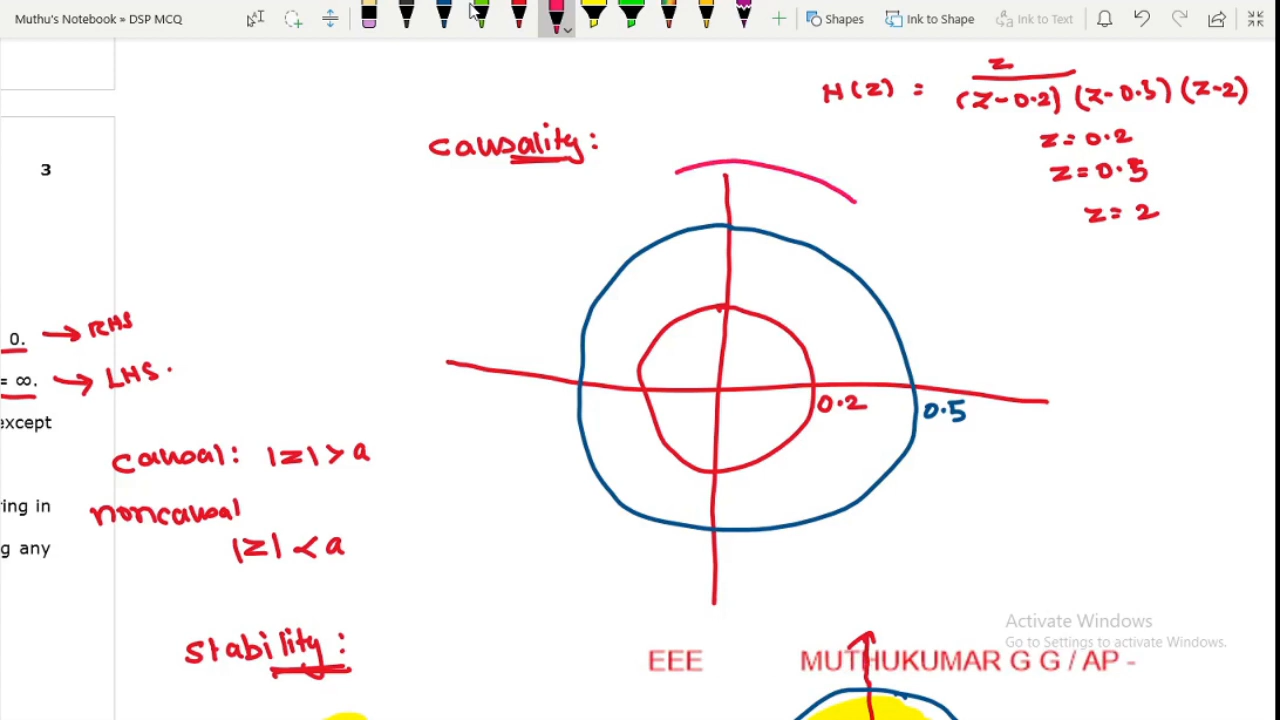 Muthu's Notebook » DSP MCQ
Shapes
Ink to Shape
Ink to Text
H(z) = z
(z-0.2) (z-0.5) (z-2)
z=0.2
z=0.5
z=2
causality:
3
0. → RHS
= ∞. → LHS.
except
0.2
0.5
causal: |z| > a
ring in
noncausal
|z| < a
g any
Stability:
EEE
MUTHUKUMAR G G / AP -
Activate Windows
Go to Settings to activate Windows.